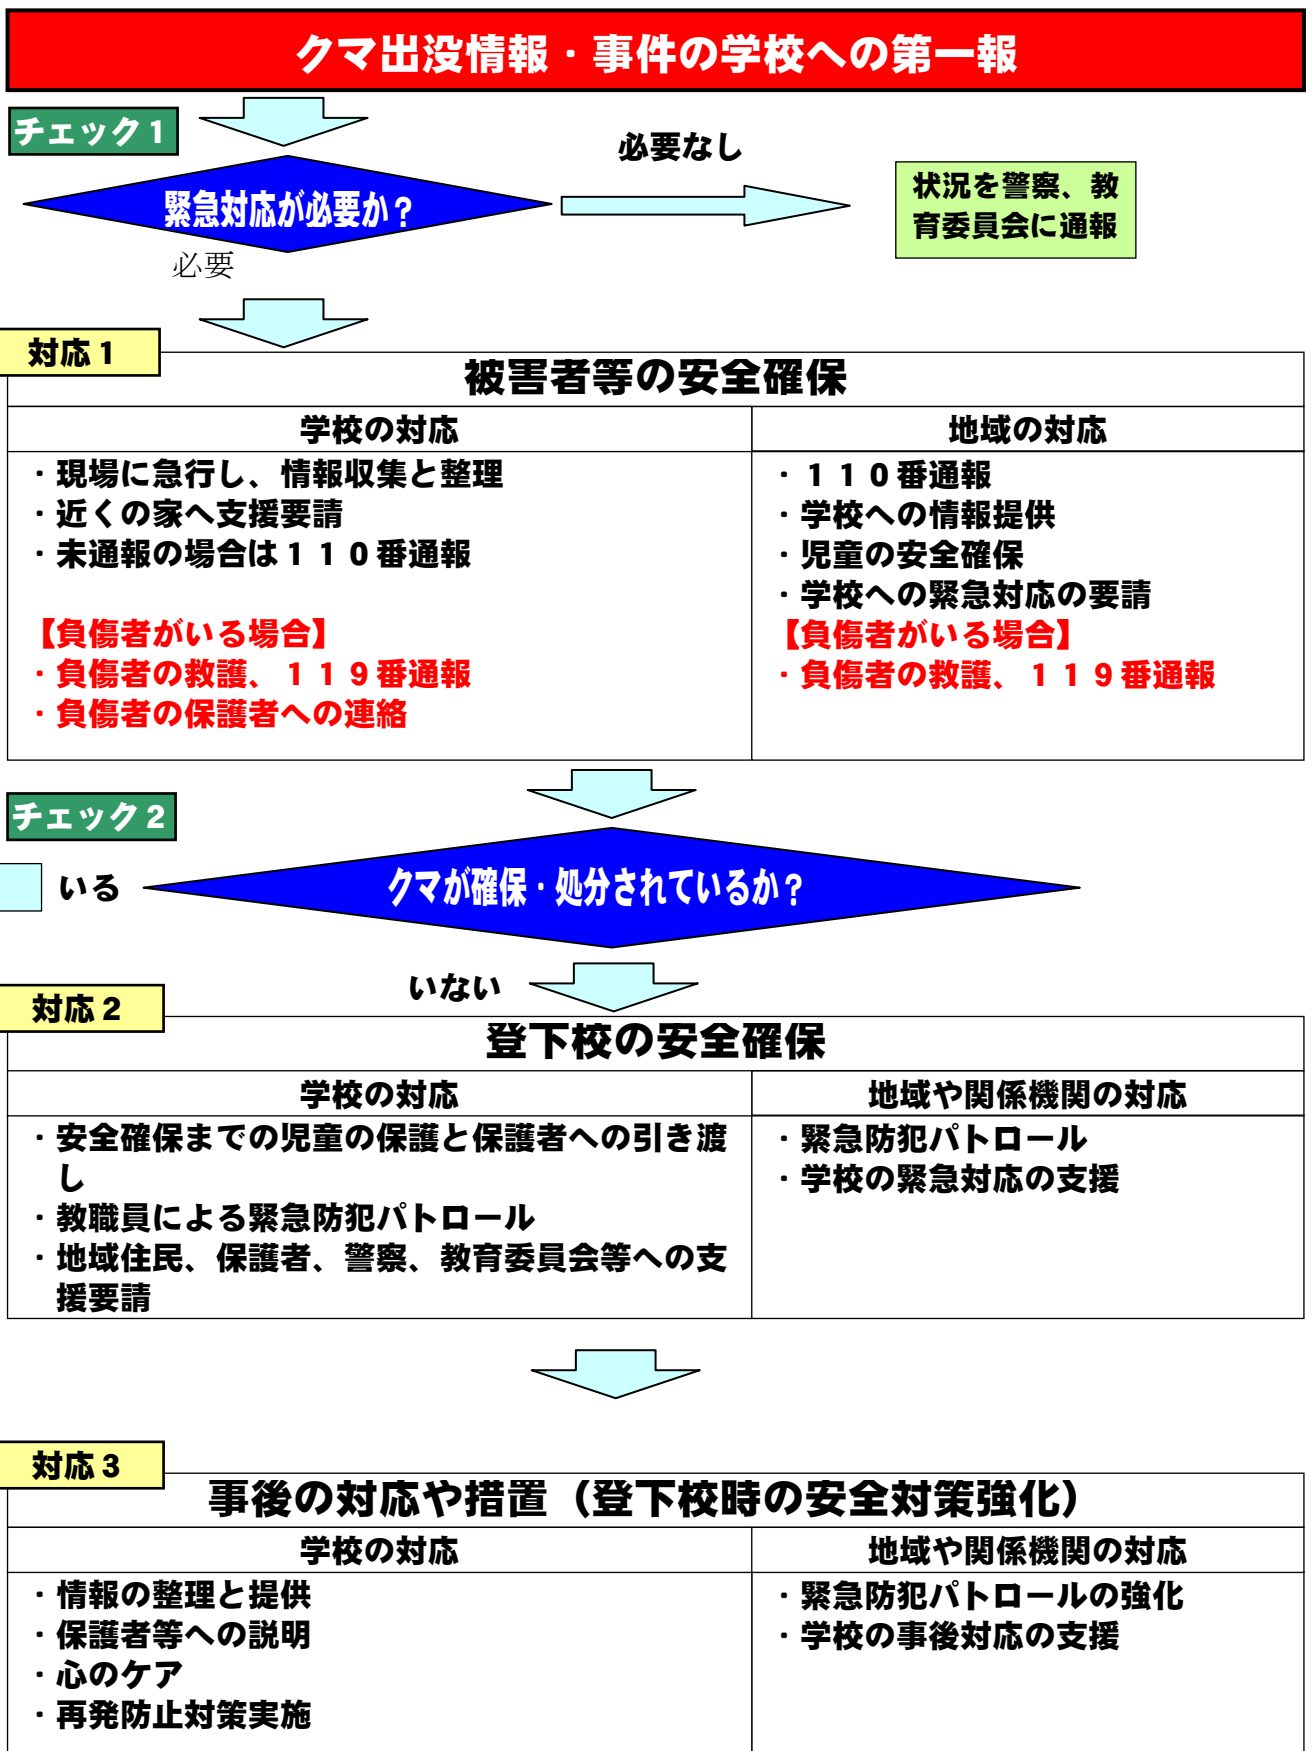 クマ出没情報・事件の学校への第一報
チェック１
必要なし
緊急対応が必要か？
状況を警察、教
育委員会に通報
必要
対応１
被害者等の安全確保
学校の対応
・現場に急行し、情報収集と整理
・近くの家へ支援要請
・未通報の場合は１１０番通報
【負傷者がいる場合】
・負傷者の救護、１１９番通報
・負傷者の保護者への連絡
地域の対応
・１１０番通報
・学校への情報提供
・児童の安全確保
・学校への緊急対応の要請
【負傷者がいる場合】
・負傷者の救護、１１９番通報
チェック２
いる
クマが確保・処分されているか？
いない
対応２
登下校の安全確保
学校の対応
・安全確保までの児童の保護と保護者への引き渡
し
・教職員による緊急防犯パトロール
・地域住民、保護者、警察、教育委員会等への支
援要請
地域や関係機関の対応
・緊急防犯パトロール
・学校の緊急対応の支援
対応３
事後の対応や措置（登下校時の安全対策強化）
学校の対応
・情報の整理と提供
・保護者等への説明
・心のケア
・再発防止対策実施
地域や関係機関の対応
・緊急防犯パトロールの強化
・学校の事後対応の支援